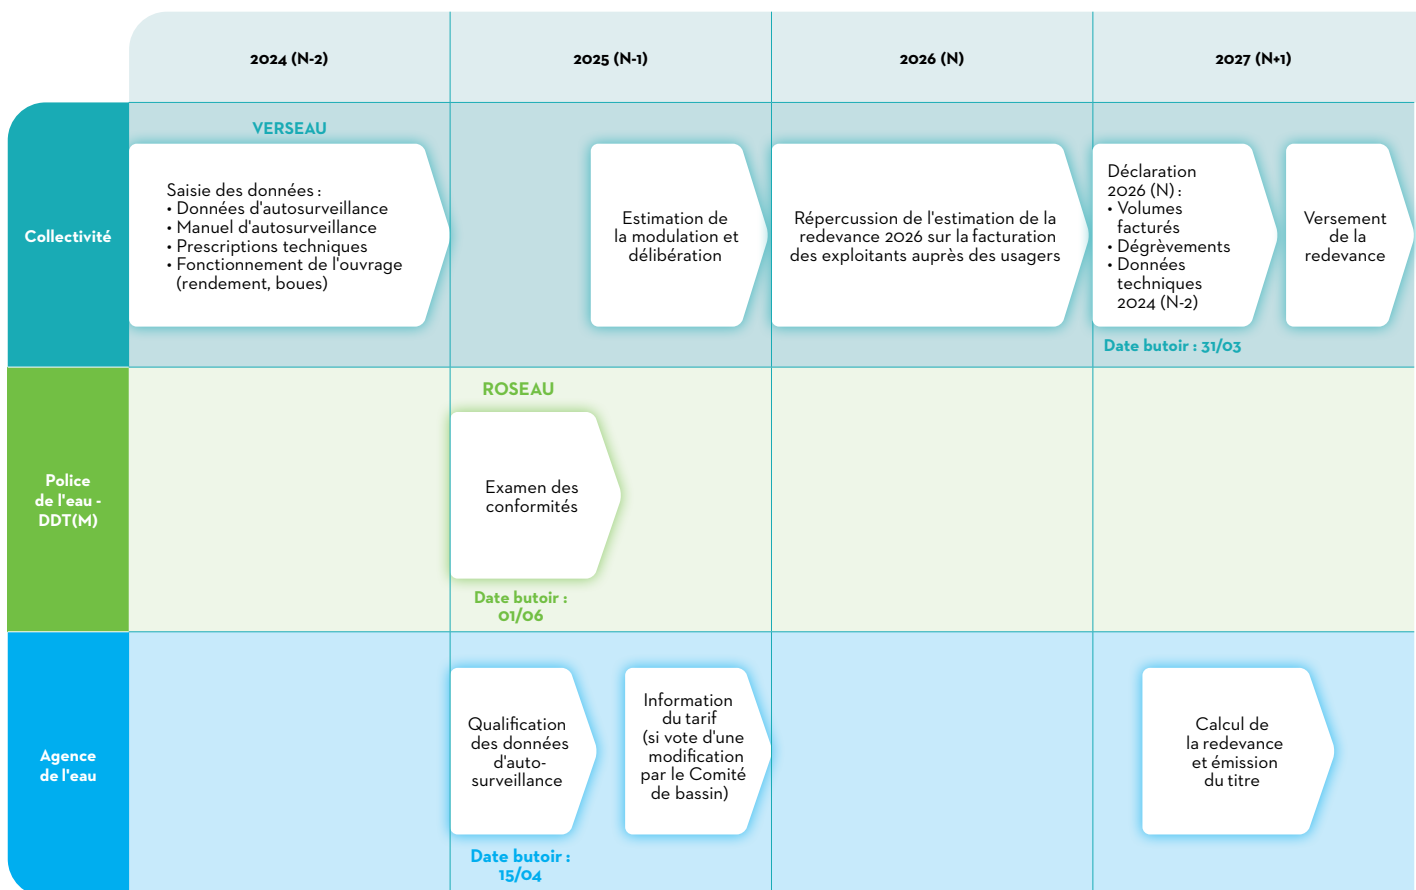 2024 (N-2)
2025 (N-1)
2026 (N)
2027 (N+1)
Collectivité
VERSEAU
Saisie des données :
• Données d'autosurveillance
• Manuel d'autosurveillance
• Prescriptions techniques
• Fonctionnement de l'ouvrage
(rendement, boues)
Estimation de
la modulation et
délibération
Répercussion de l'estimation de la
redevance 2026 sur la facturation
des exploitants auprès des usagers
Déclaration
2026 (N) :
• Volumes
facturés
• Dégrèvements
• Données
techniques
2024 (N-2)
Date butoir : 31/03
Versement
de la
redevance
Police
de l'eau -
DDT(M)
ROSEAU
Examen des
conformités
Date butoir :
01/06
Agence
de l'eau
Qualification
des données
d'auto-
surveillance
Date butoir :
15/04
Information
du tarif
(si vote d'une
modification
par le Comité
de bassin)
Calcul de
la redevance
et émission
du titre